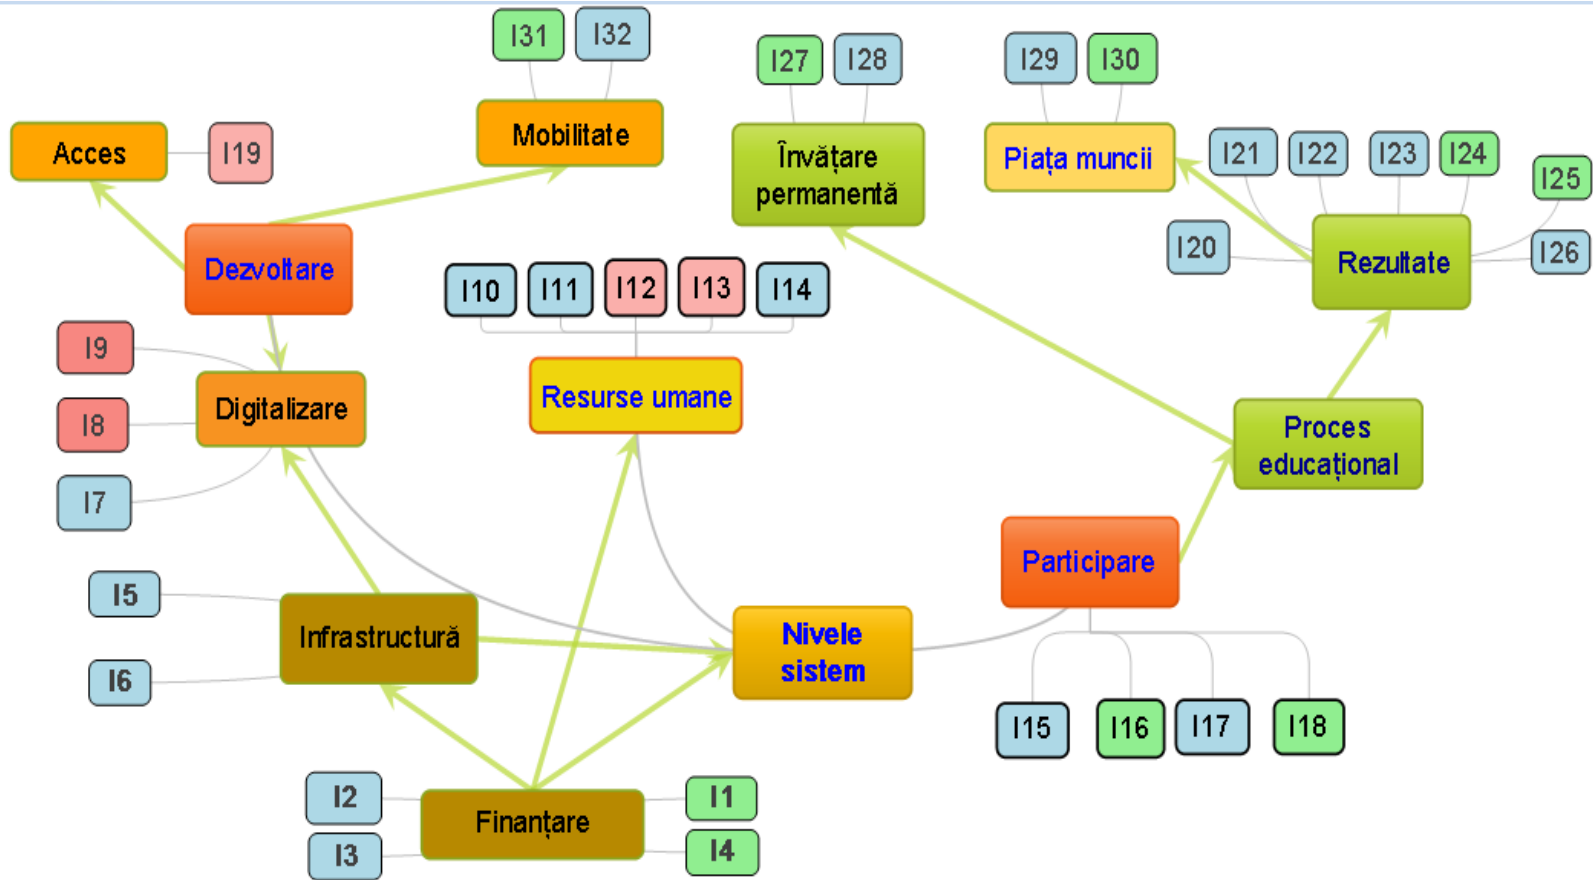 I31
I32
I27
I28
I29
I30
Acces
I19
Mobilitate
Învățare
permanentă
Piața muncii
I21
I22
I23
I24
I25
I20
Rezultate
I26
Dezvoltare
I10
I11
I12
I13
I14
I9
Digitalizare
I8
I7
Resurse umane
Proces
educațional
Participare
I5
Infrastructură
I6
Nivele
sistem
I15
I16
I17
I18
I2
I1
Finanțare
I3
I4